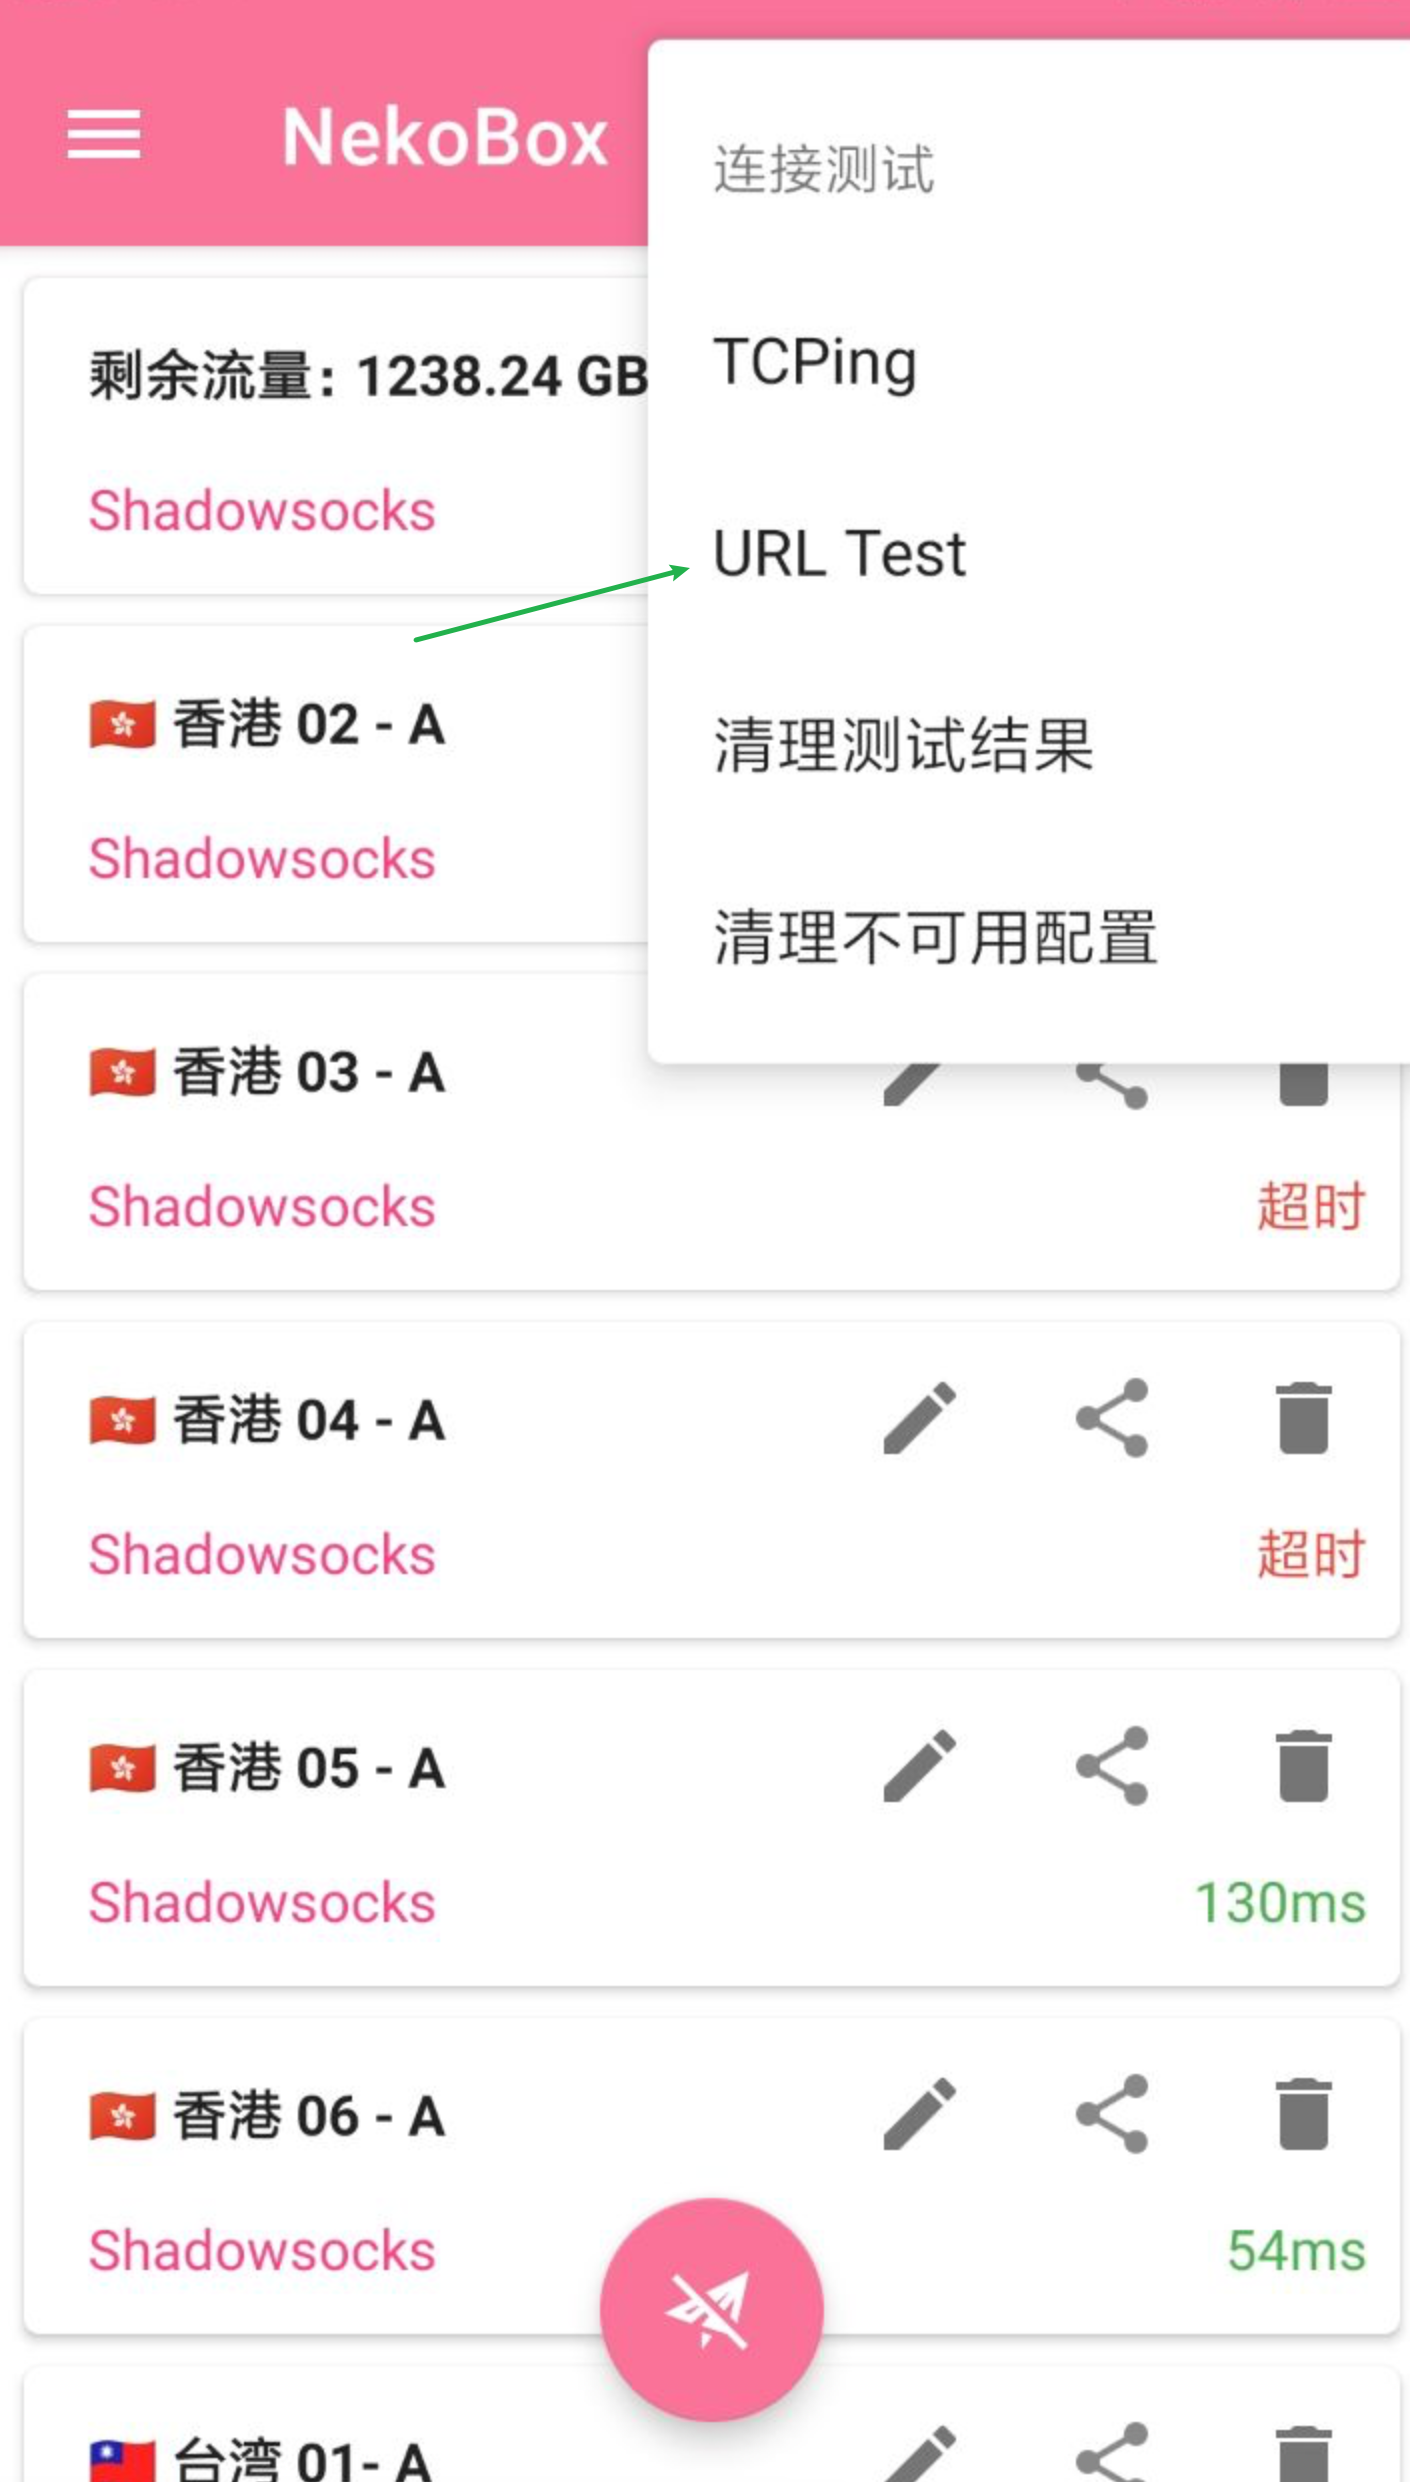 NekoBox
连接测试
TCPing
URL Test
清理测试结果
清理不可用配置
剩余流量: 1238.24 GB
Shadowsocks
香港 02 - A
Shadowsocks
香港 03 - A
Shadowsocks
超时
香港 04 - A
Shadowsocks
超时
香港 05 - A
Shadowsocks
130ms
香港 06 - A
Shadowsocks
54ms
台湾 01- A